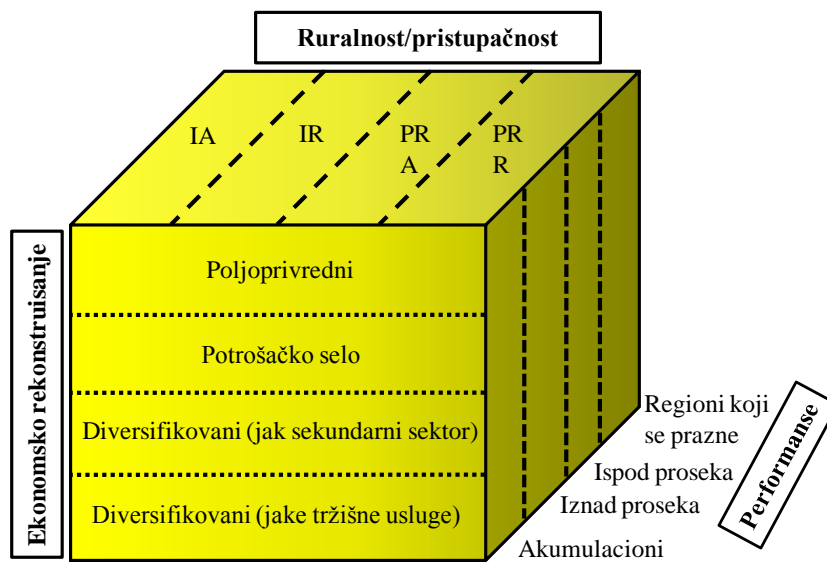 Ruralnost/pristupačnost
IA
IR
PR
A
PR
R
Ekonomsko rekonstruisanje
Poljoprivredni
Potrošačko selo
Diversifikovani (jak sekundarni sektor)
Diversifikovani (jake tržišne usluge)
Regioni koji
se prazne
Ispod proseka
Iznad proseka
Akumulacioni
Performanse